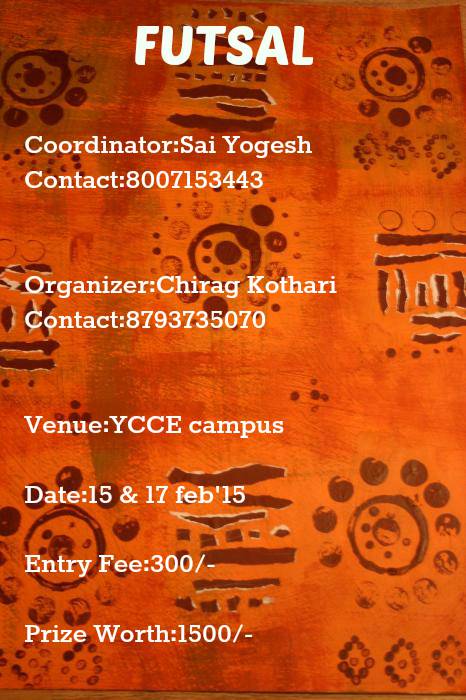 FUTSAL
Coordinator:Sai Yogesh
Contact:8007153443
Organizer:Chirag Kothari
Contact:8793735070
Venue:YCCE campus
Date:15 & 17 feb'15
Entry Fee:300/-
Prize Worth:1500/-